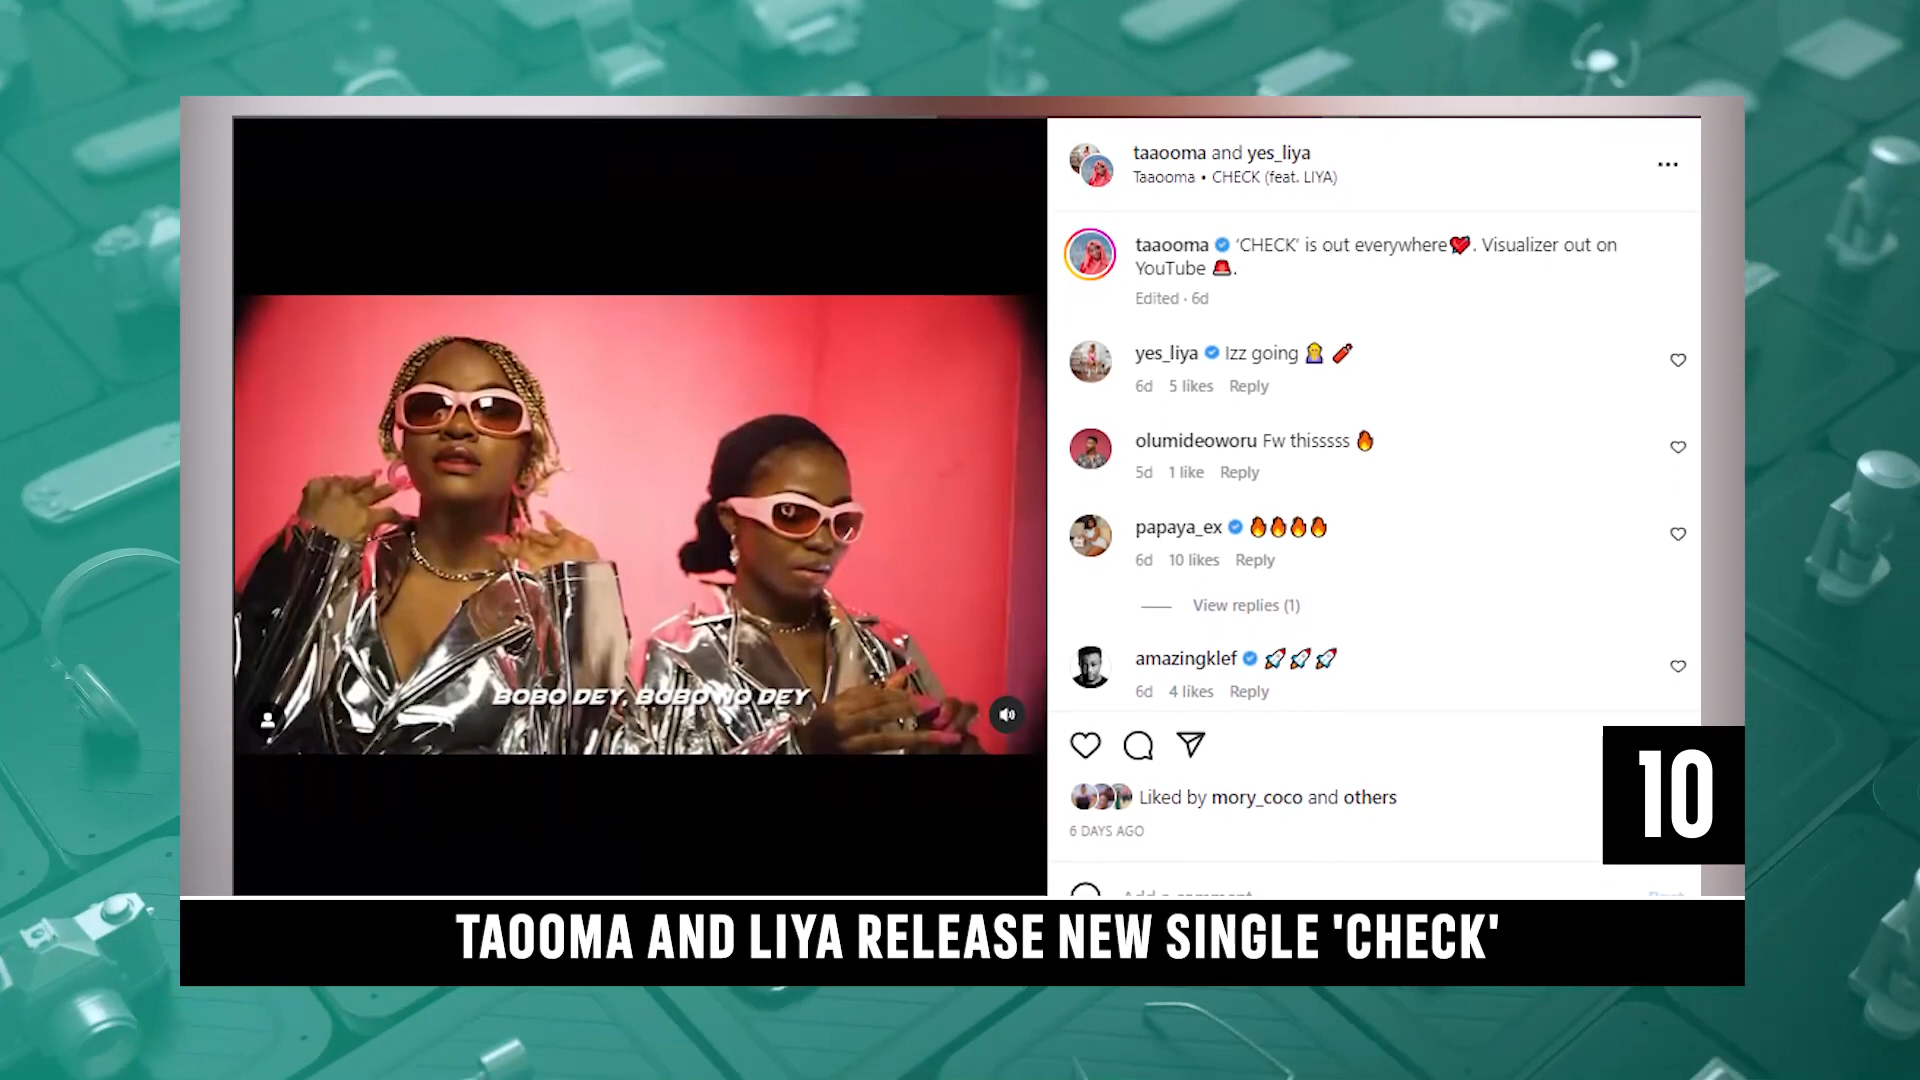 taaooma and yes_liya
Taaooma • CHECK (feat. LIYA)
taaooma 'CHECK' is out everywhere💘. Visualizer out on
YouTube 🚨.
Edited · 6d
yes_liya Izz going 🤦 🧨
6d 5 likes Reply
olumideoworu Fw thisssss 🔥
5d 1 like Reply
papaya_ex 🔥🔥🔥🔥
6d 10 likes Reply
View replies (1)
amazingklef 🚀🚀🚀
6d 4 likes Reply
BOBO DEY, BOBO NO DEY
Liked by mory_coco and others
6 DAYS AGO
10
TAOOMA AND LIYA RELEASE NEW SINGLE 'CHECK'